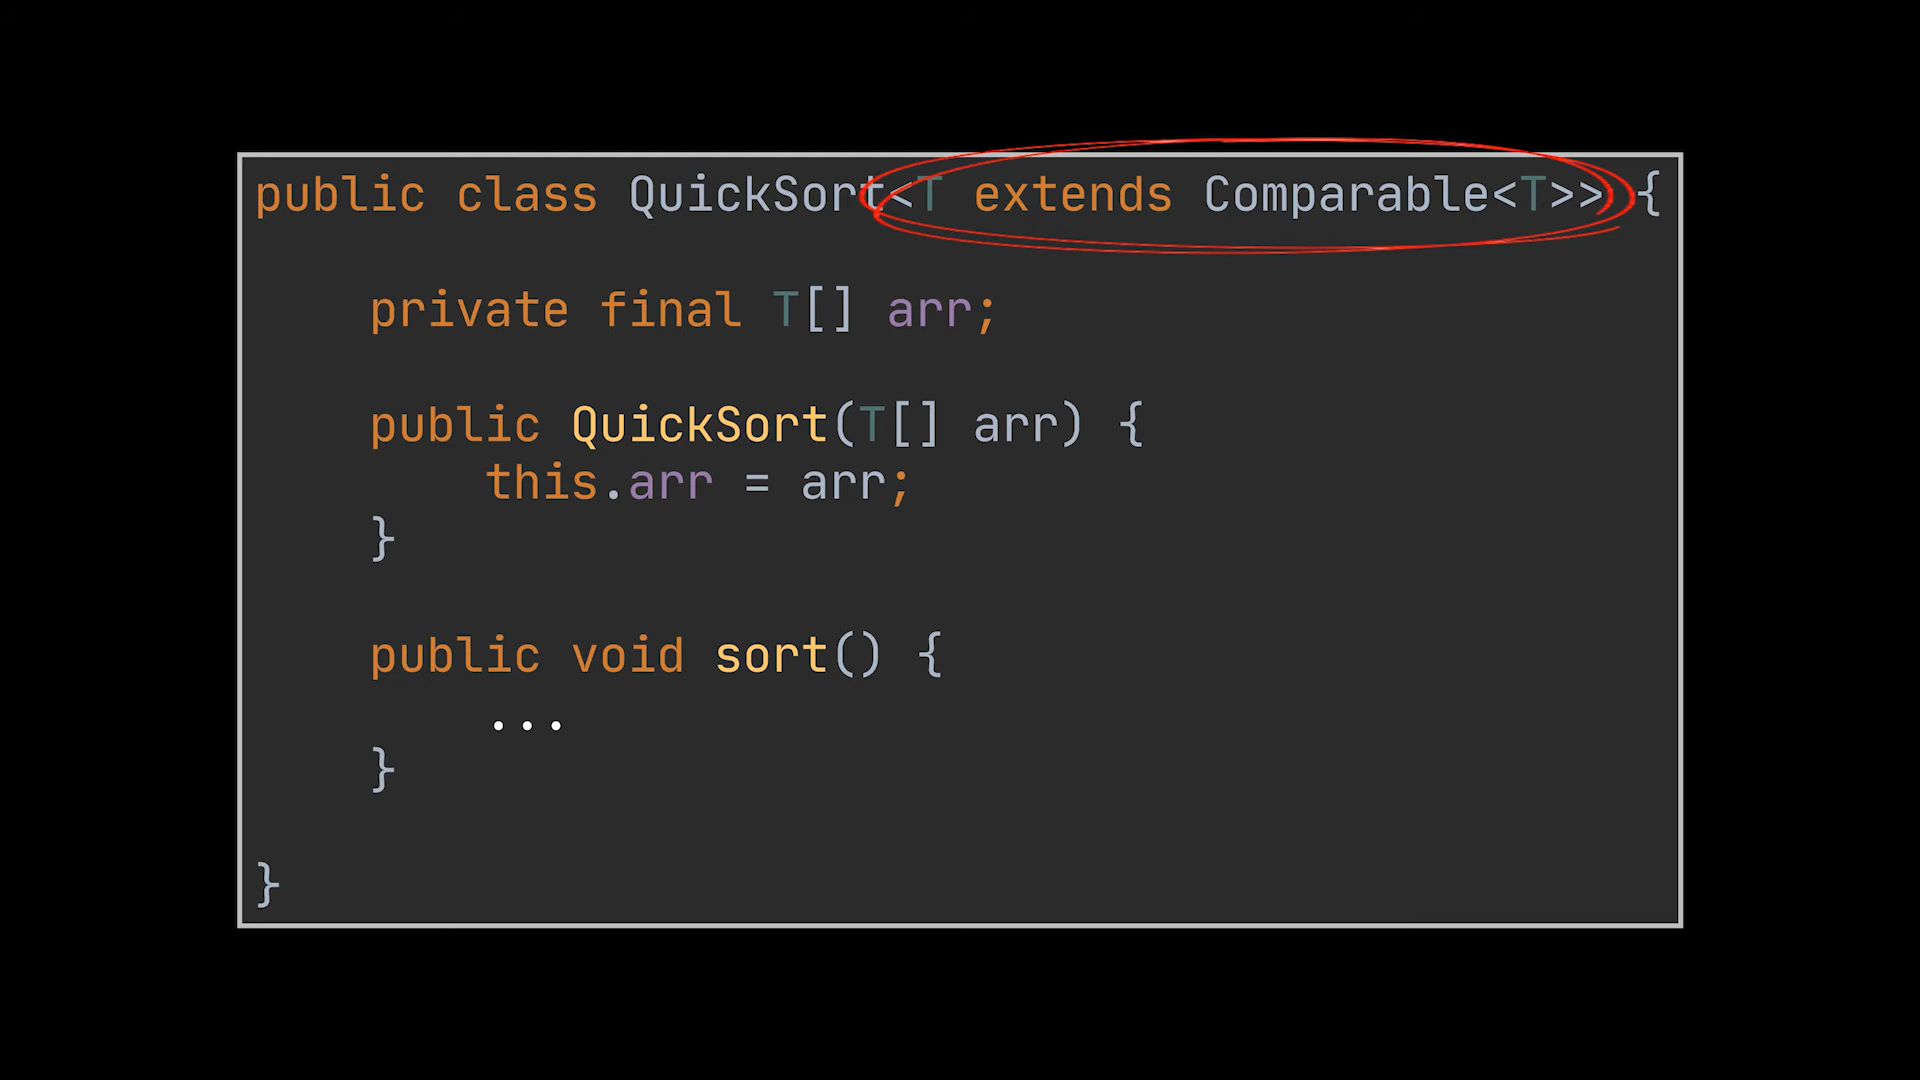 public class QuickSort<T extends Comparable<T>> {
private final T[] arr;
public QuickSort(T[] arr) {
this.arr = arr;
}
public void sort() {
...
}
}